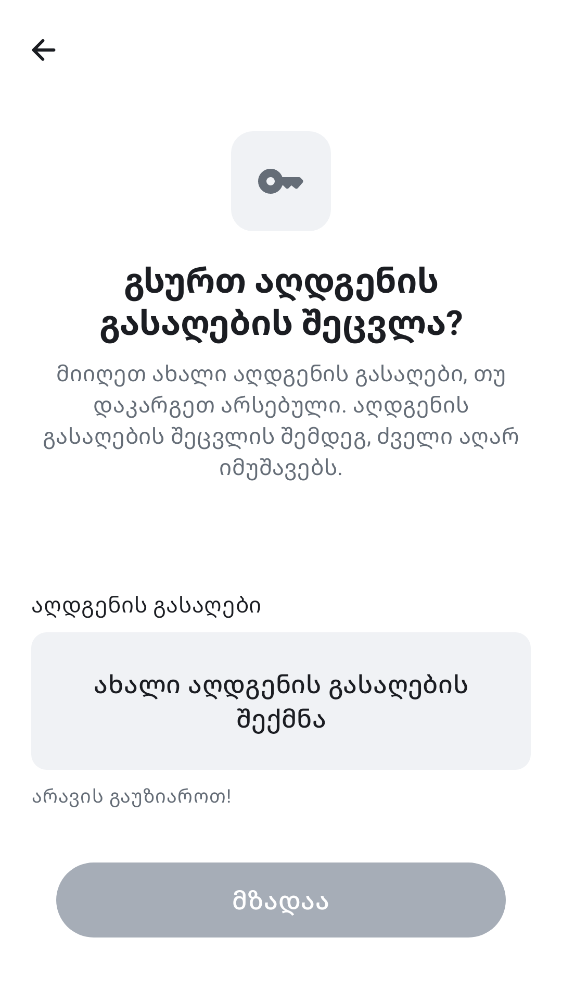 გსურთ აღდგენის
გასაღების შეცვლა?
მიიღეთ ახალი აღდგენის გასაღები, თუ
დაკარგეთ არსებული. აღდგენის
გასაღების შეცვლის შემდეგ, ძველი აღარ
იმუშავებს.
აღდგენის გასაღები
ახალი აღდგენის გასაღების
შექმნა
არავის გაუზიაროთ!
მზადაა